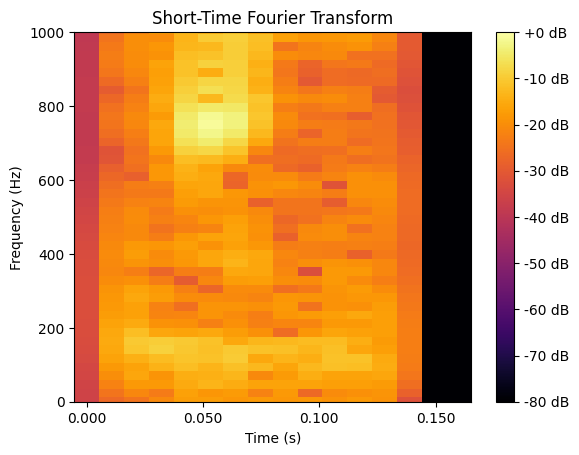 Short-Time Fourier Transform
Frequency (Hz)
1000
800
600
400
200
0
0.000
0.050
0.100
0.150
Time (s)
+0 dB
-10 dB
-20 dB
-30 dB
-40 dB
-50 dB
-60 dB
-70 dB
-80 dB